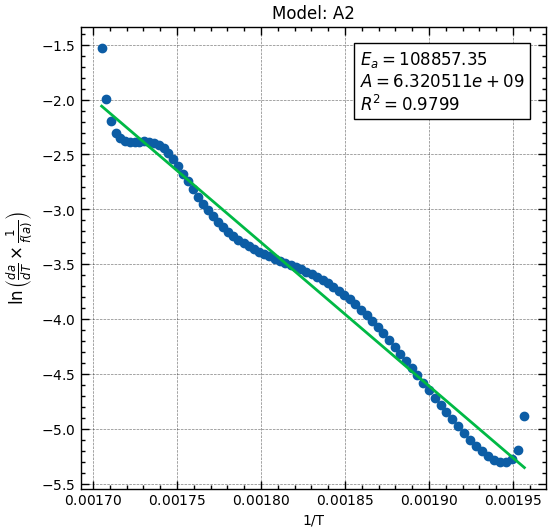 Model: A2
E_a = 108857.35
A = 6.320511e + 09
R^2 = 0.9799
−1.5
−2.0
−2.5
−3.0
−3.5
−4.0
−4.5
−5.0
−5.5
ln(da/dT × 1/f(a))
0.00170 0.00175 0.00180 0.00185 0.00190 0.00195
1/T